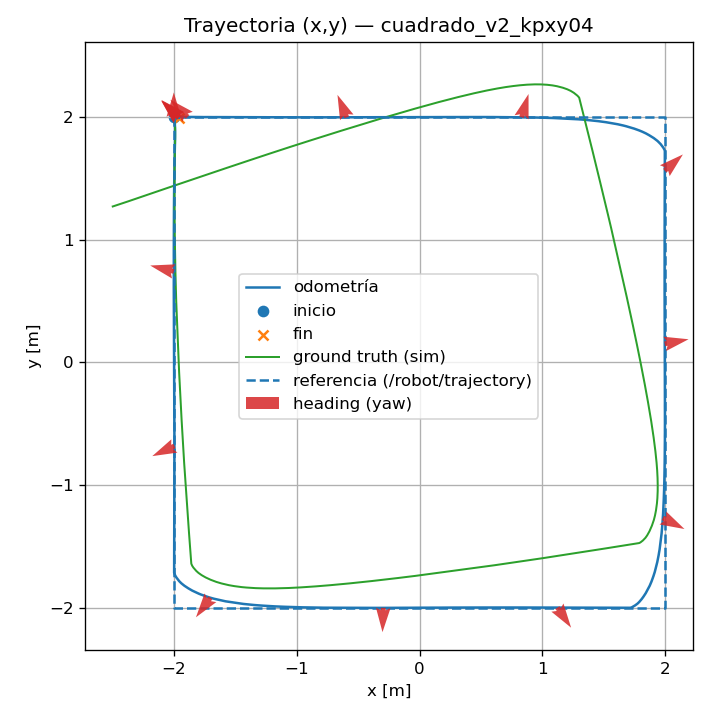 Trayectoria (x,y) — cuadrado_v2_kpxy04
2
1
0
−1
−2
y [m]
odometría
inicio
fin
ground truth (sim)
referencia (/robot/trajectory)
heading (yaw)
−2
−1
0
1
2
x [m]